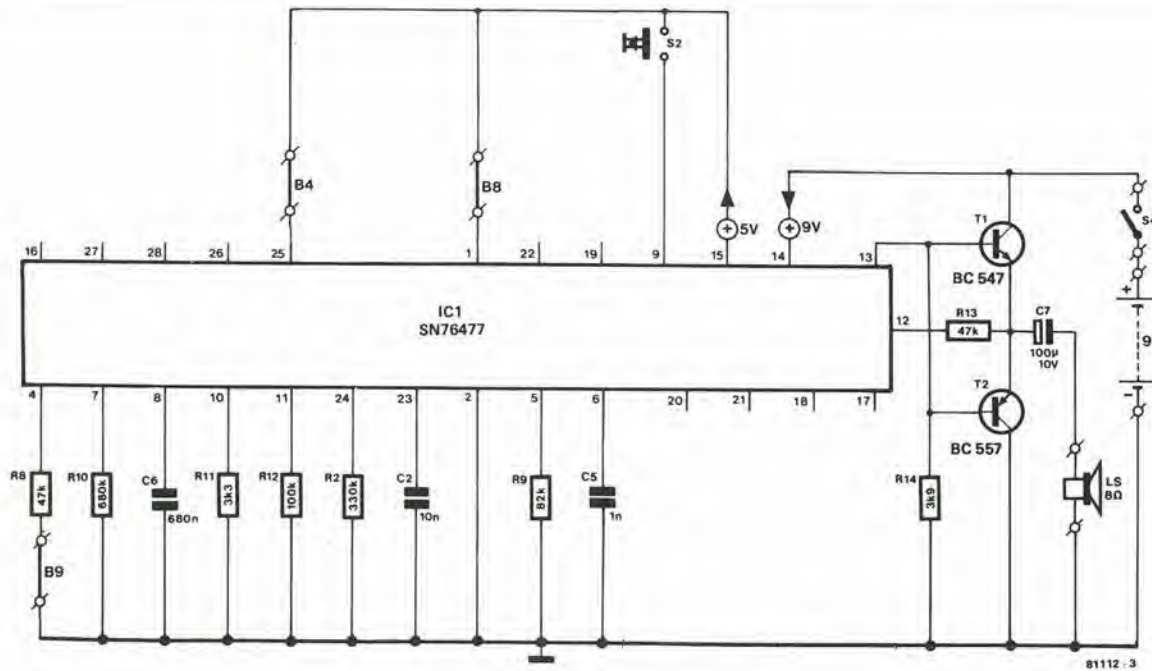 S2
B4
B8
5V
9V
T1
BC 547
S
+
16
27
28
26
25
1
22
19
9
15
14
13
IC1
SN76477
12
R13
47k
C7
100µ
10V
9
-
T2
BC 557
4
7
8
10
11
24
23
2
5
6
20
21
18
17
R8
47k
R10
680k
C6
680n
R11
3k3
R12
100k
R2
330k
C2
10n
R9
82k
C5
1n
R14
3k9
LS
8Ω
B9
81112 - 3